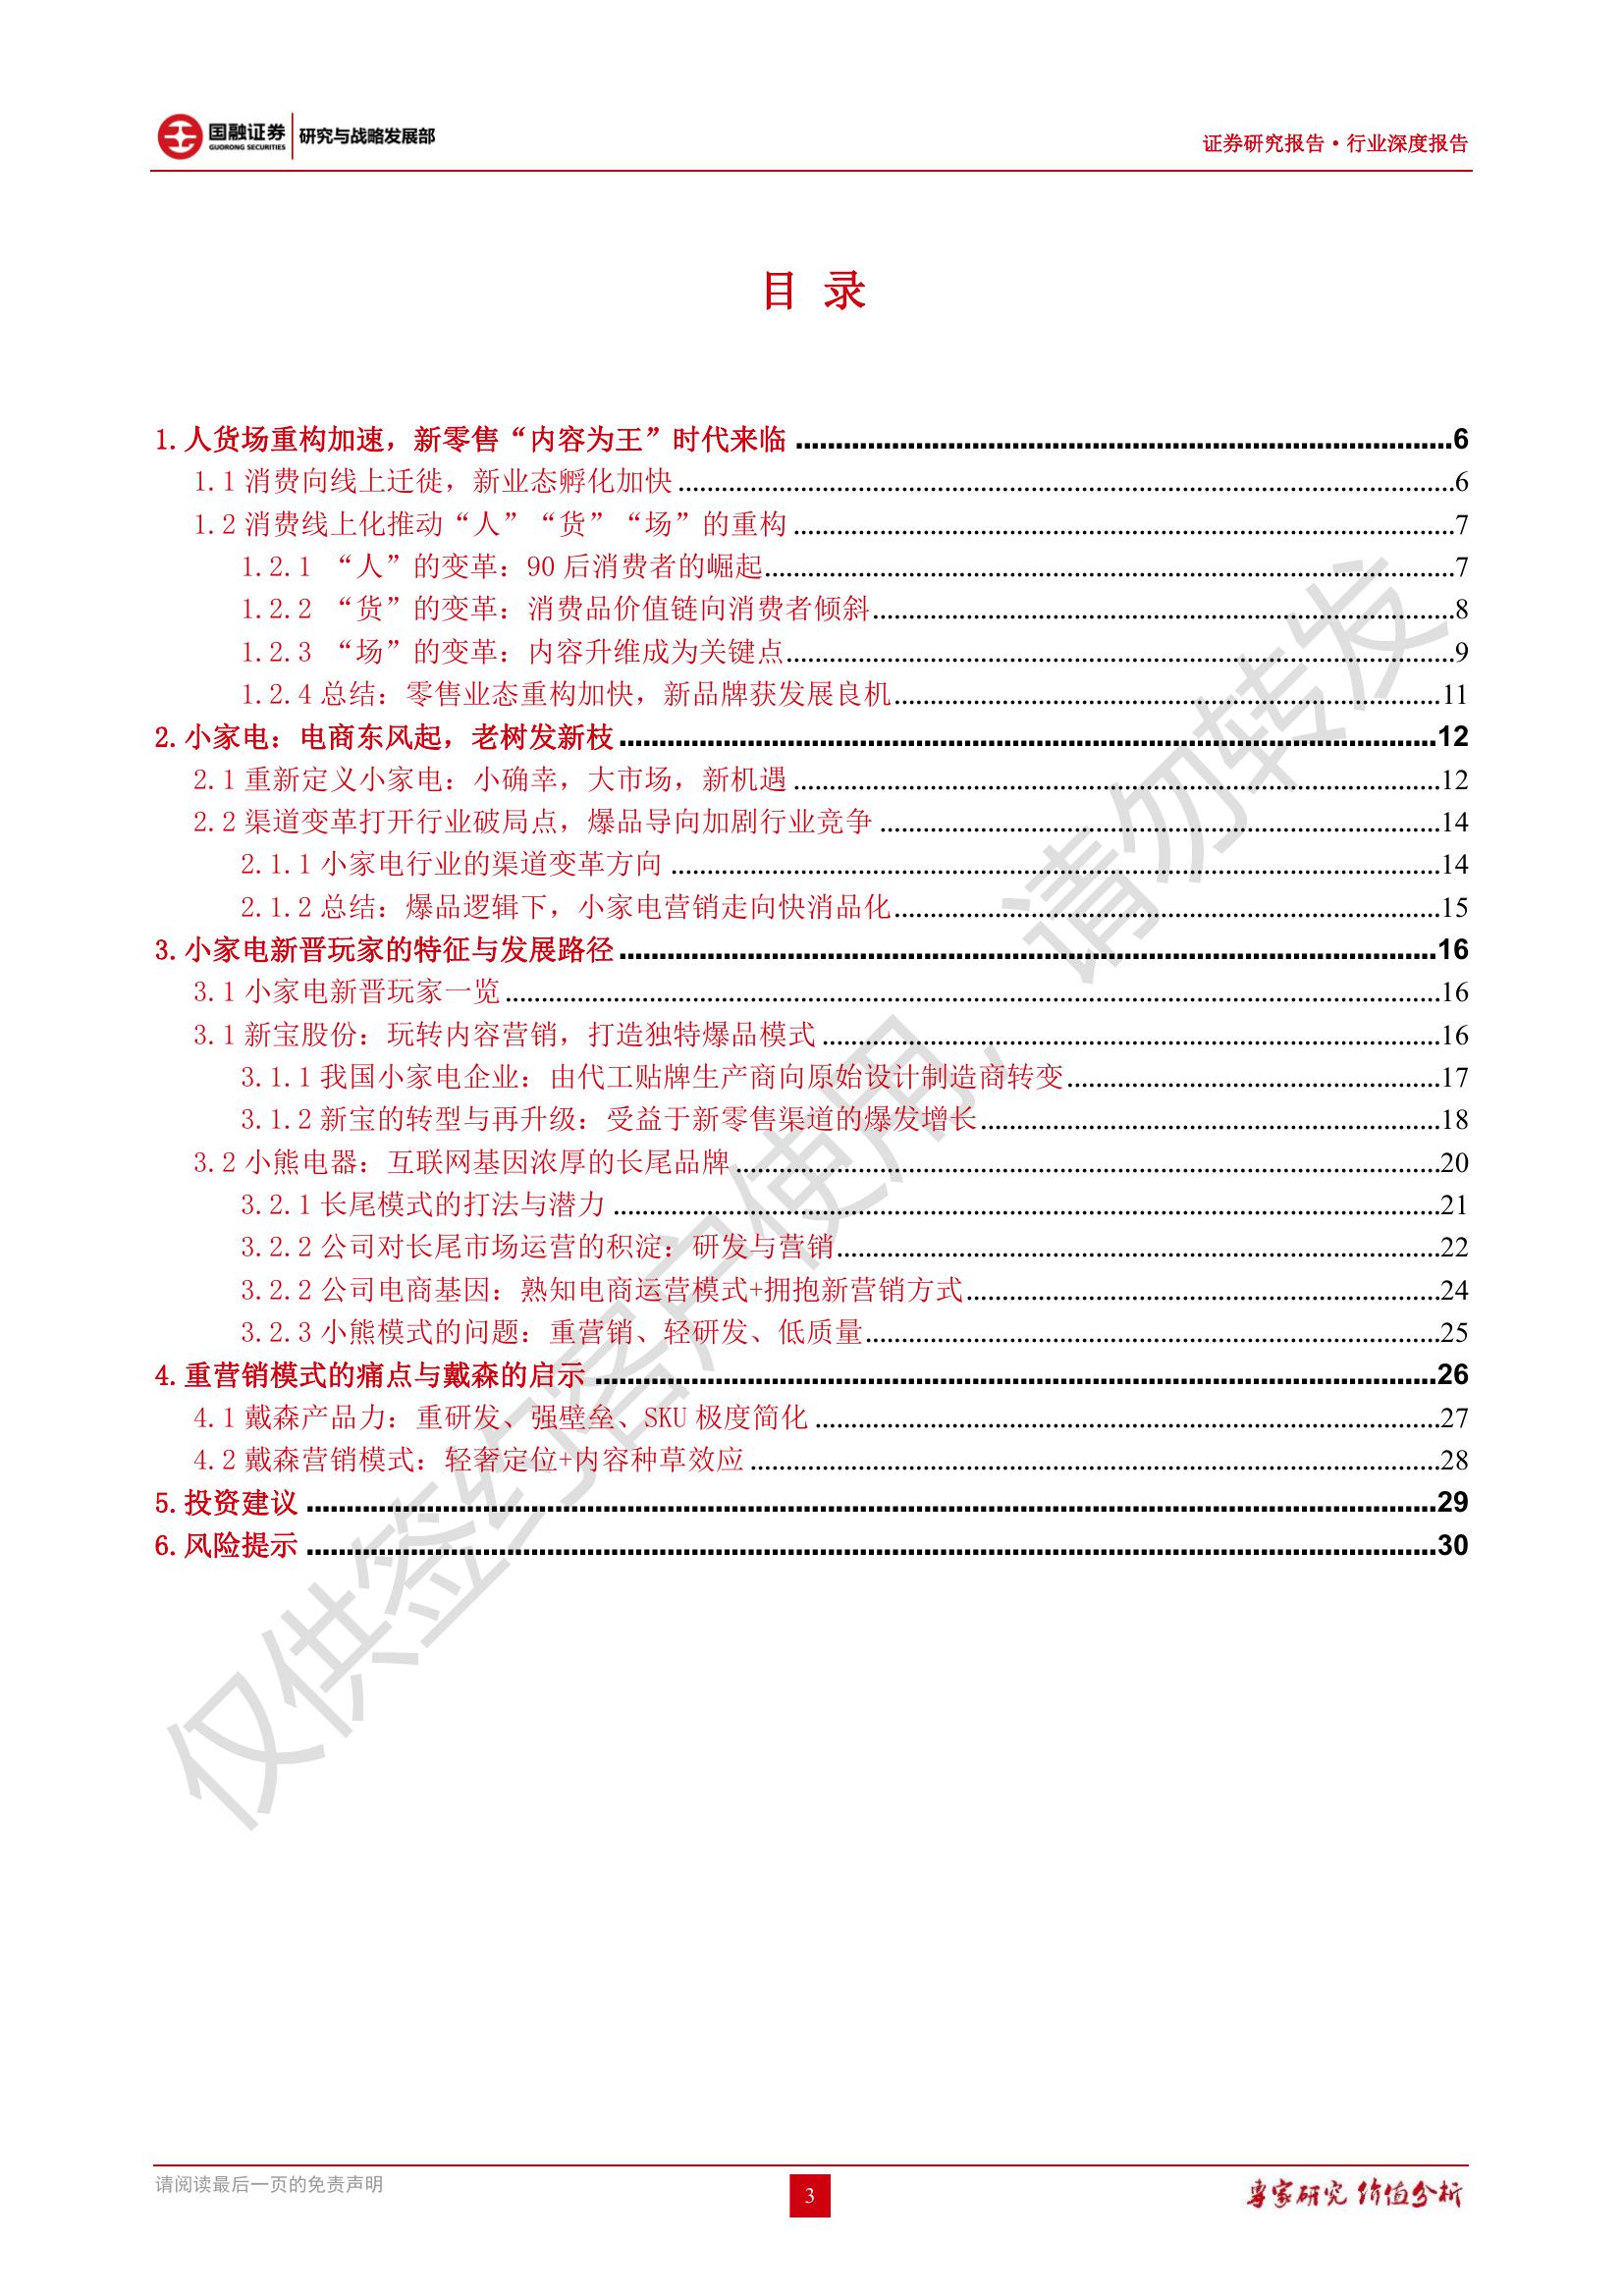 国融证券 研究与战略发展部
GUORONG SECURITIES
证券研究报告·行业深度报告
目 录
1.人货场重构加速，新零售“内容为王”时代来临 ........ 6
1.1 消费向线上迁徙，新业态孵化加快 ........ 6
1.2 消费线上化推动“人”“货”“场”的重构 ........ 7
1.2.1 “人”的变革：90 后消费者的崛起 ........ 7
1.2.2 “货”的变革：消费品价值链向消费者倾斜 ........ 8
1.2.3 “场”的变革：内容升维成为关键点 ........ 9
1.2.4 总结：零售业态重构加快，新品牌获发展良机 ........ 11
2.小家电：电商东风起，老树发新枝 ........ 12
2.1 重新定义小家电：小确幸，大市场，新机遇 ........ 12
2.2 渠道变革打开行业破局点，爆品导向加剧行业竞争 ........ 14
2.1.1 小家电行业的渠道变革方向 ........ 14
2.1.2 总结：爆品逻辑下，小家电营销走向快消品化 ........ 15
3.小家电新晋玩家的特征与发展路径 ........ 16
3.1 小家电新晋玩家一览 ........ 16
3.1 新宝股份：玩转内容营销，打造独特爆品模式 ........ 16
3.1.1 我国小家电企业：由代工贴牌生产商向原始设计制造商转变 ........ 17
3.1.2 新宝的转型与再升级：受益于新零售渠道的爆发增长 ........ 18
3.2 小熊电器：互联网基因浓厚的长尾品牌 ........ 20
3.2.1 长尾模式的打法与潜力 ........ 21
3.2.2 公司对长尾市场运营的积淀：研发与营销 ........ 22
3.2.2 公司电商基因：熟知电商运营模式+拥抱新营销方式 ........ 24
3.2.3 小熊模式的问题：重营销、轻研发、低质量 ........ 25
4.重营销模式的痛点与戴森的启示 ........ 26
4.1 戴森产品力：重研发、强壁垒、SKU 极度简化 ........ 27
4.2 戴森营销模式：轻奢定位+内容种草效应 ........ 28
5.投资建议 ........ 29
6.风险提示 ........ 30
仅供签约客户使用，请勿转发
请阅读最后一页的免责声明
3
专家研究 价值分析